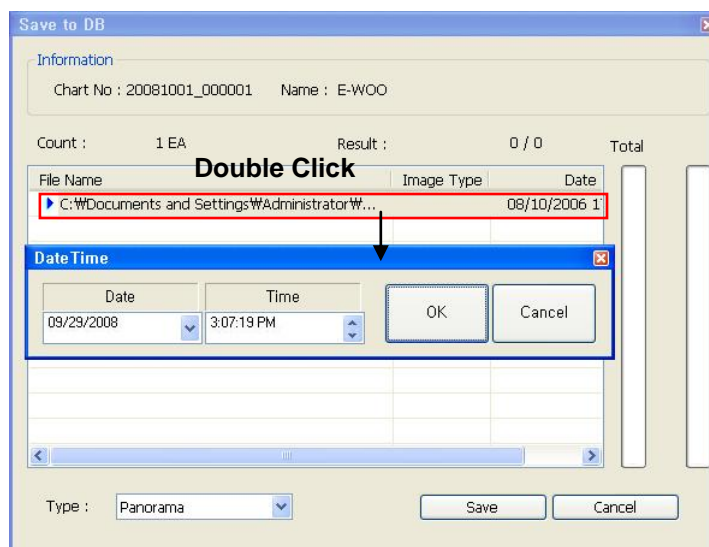 Save to DB
Information
Chart No : 20081001_000001 Name : E-WOO
Count : 1 EA Result : 0 / 0 Total
Double Click
File Name Image Type Date
C:₩Documents and Settings₩Administrator₩... 08/10/2006 1
DateTime
Date Time
09/29/2008 3:07:19 PM OK Cancel
Type : Panorama Save Cancel